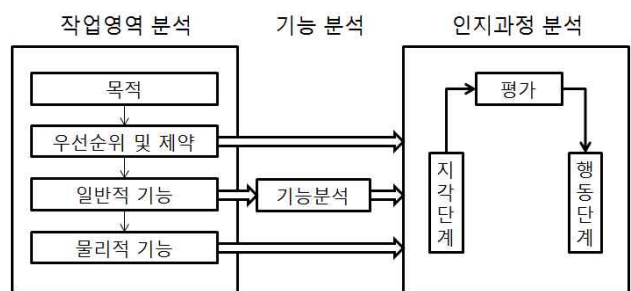 작업영역 분석
기능 분석
인지과정 분석
목적
우선순위 및 제약
일반적 기능
물리적 기능
기능분석
평가
지각단계
행동단계